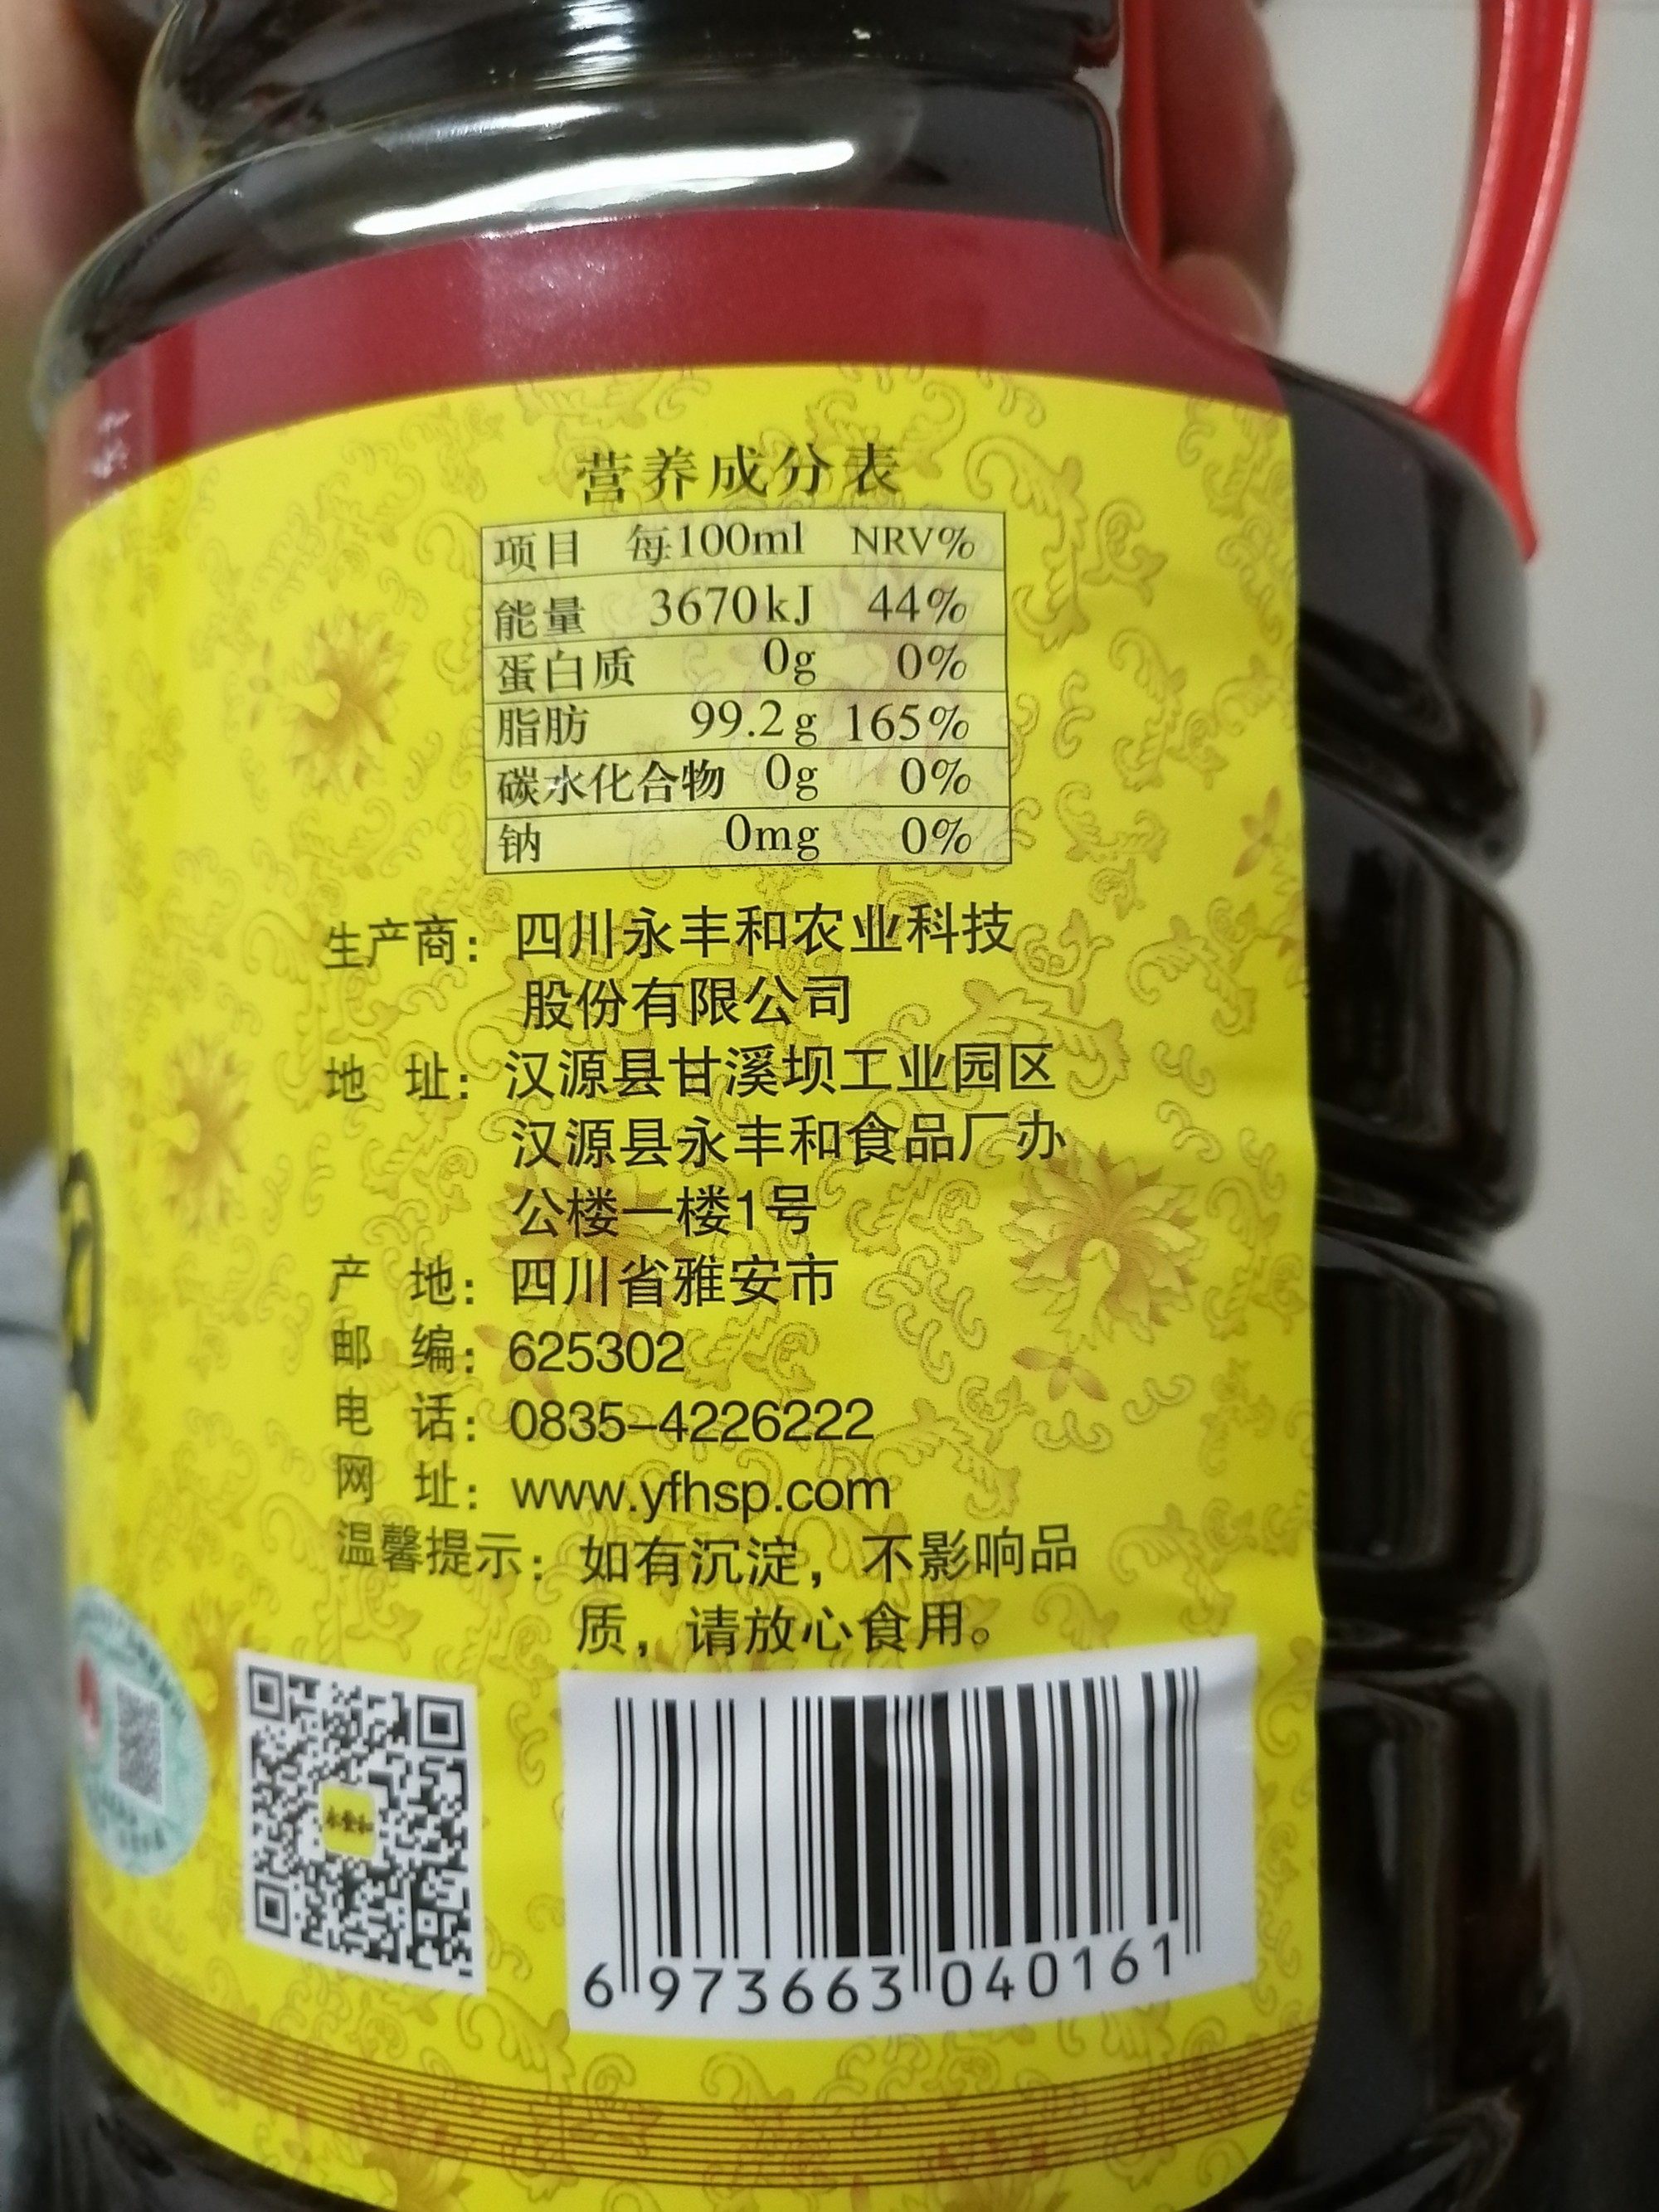 营养成分表
项目 每100ml NRV%
能量 3670kJ 44%
蛋白质 0g 0%
脂肪 99.2g 165%
碳水化合物 0g 0%
钠 0mg 0%
生产商：四川永丰和农业科技
股份有限公司
地 址：汉源县甘溪坝工业园区
汉源县永丰和食品厂办
公楼一楼1号
产 地：四川省雅安市
邮 编：625302
电 话：0835-4226222
网 址：www.yfhsp.com
温馨提示：如有沉淀，不影响品
质，请放心食用。
6 973663 040161